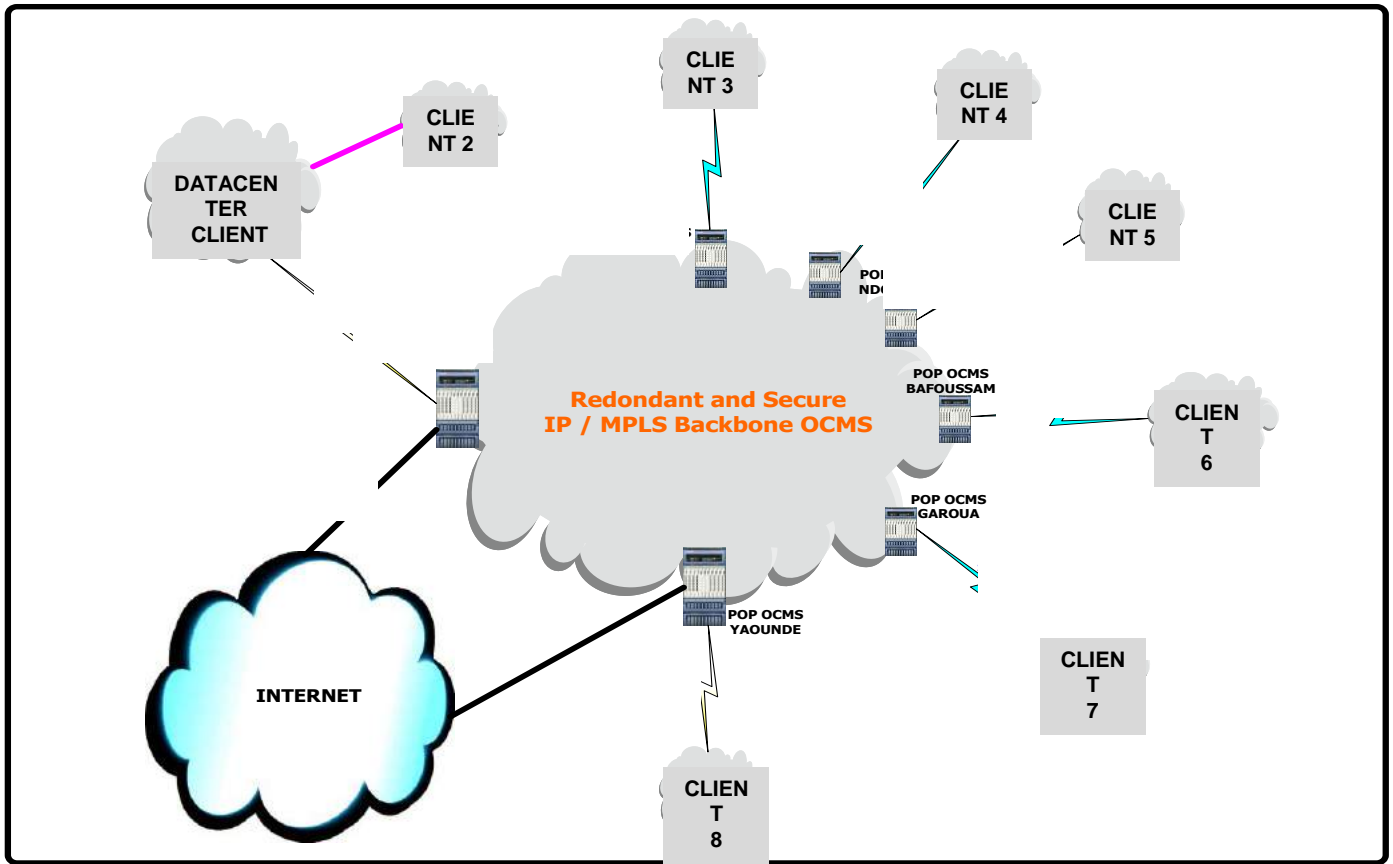 CLIE
NT 3
CLIE
NT 4
CLIE
NT 2
DATACEN
TER
CLIENT
CLIE
NT 5
POP OCMS
BAFOUSSAM
Redondant and Secure
IP / MPLS Backbone OCMS
CLIEN
T
6
POP OCMS
GAROUA
POP OCMS
YAOUNDE
INTERNET
CLIEN
T
7
CLIEN
T
8